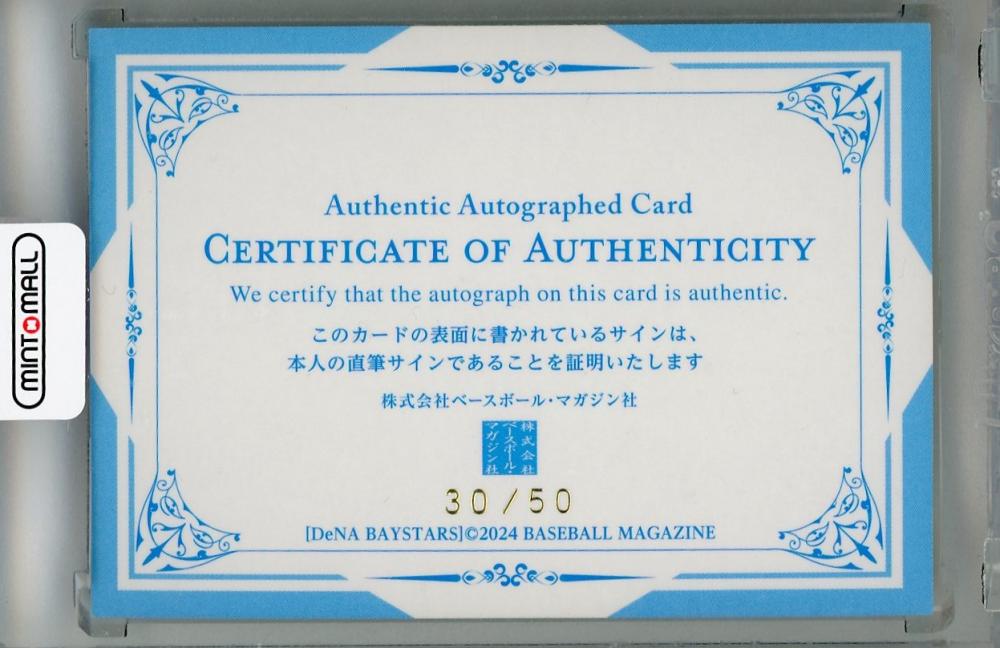 Authentic Autographed Card
CERTIFICATE OF AUTHENTICITY
We certify that the autograph on this card is authentic.
このカードの表面に書かれているサインは、
本人の直筆サインであることを証明いたします
株式会社ベースボール・マガジン社
株式会社
ベースボール・
マガジン社
30/50
[DeNA BAYSTARS]©2024 BASEBALL MAGAZINE
MINTOMALL